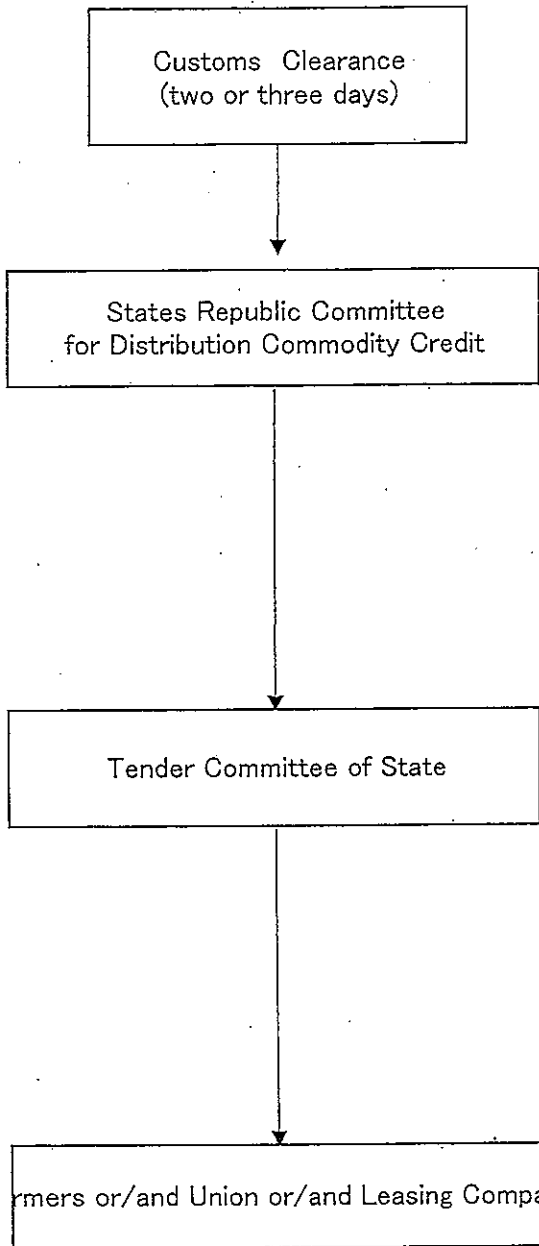 Customs Clearance
(two or three days)
States Republic Committee
for Distribution Commodity Credit
Tender Committee of State
rmers or/and Union or/and Leasing Compa